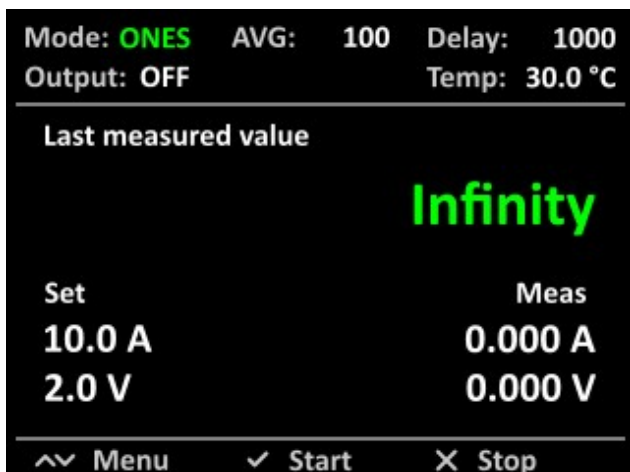 Mode: ONES AVG: 100 Delay: 1000
Output: OFF Temp: 30.0 °C
Last measured value
Infinity
Set Meas
10.0 A 0.000 A
2.0 V 0.000 V
Menu Start Stop